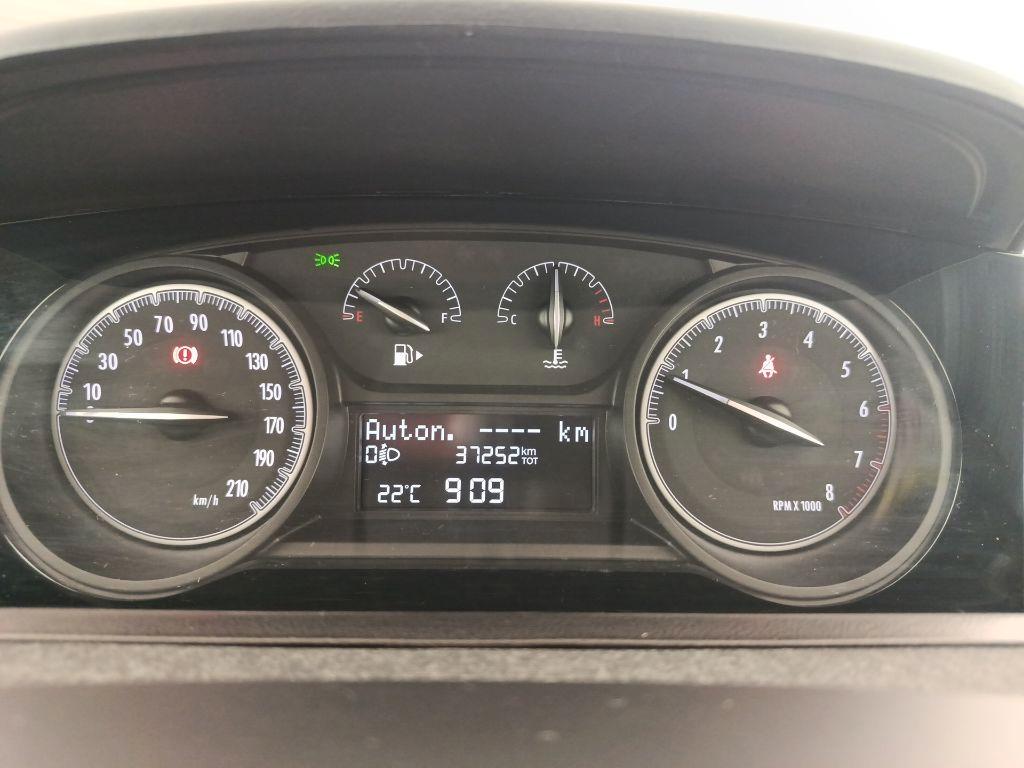 E F
C H
10 30 50 70 90 110 130 150 170 190 210
km/h
Auton. ---- km
37252 km TOT
22°C 9 09
0 1 2 3 4 5 6 7 8
RPM X 1000